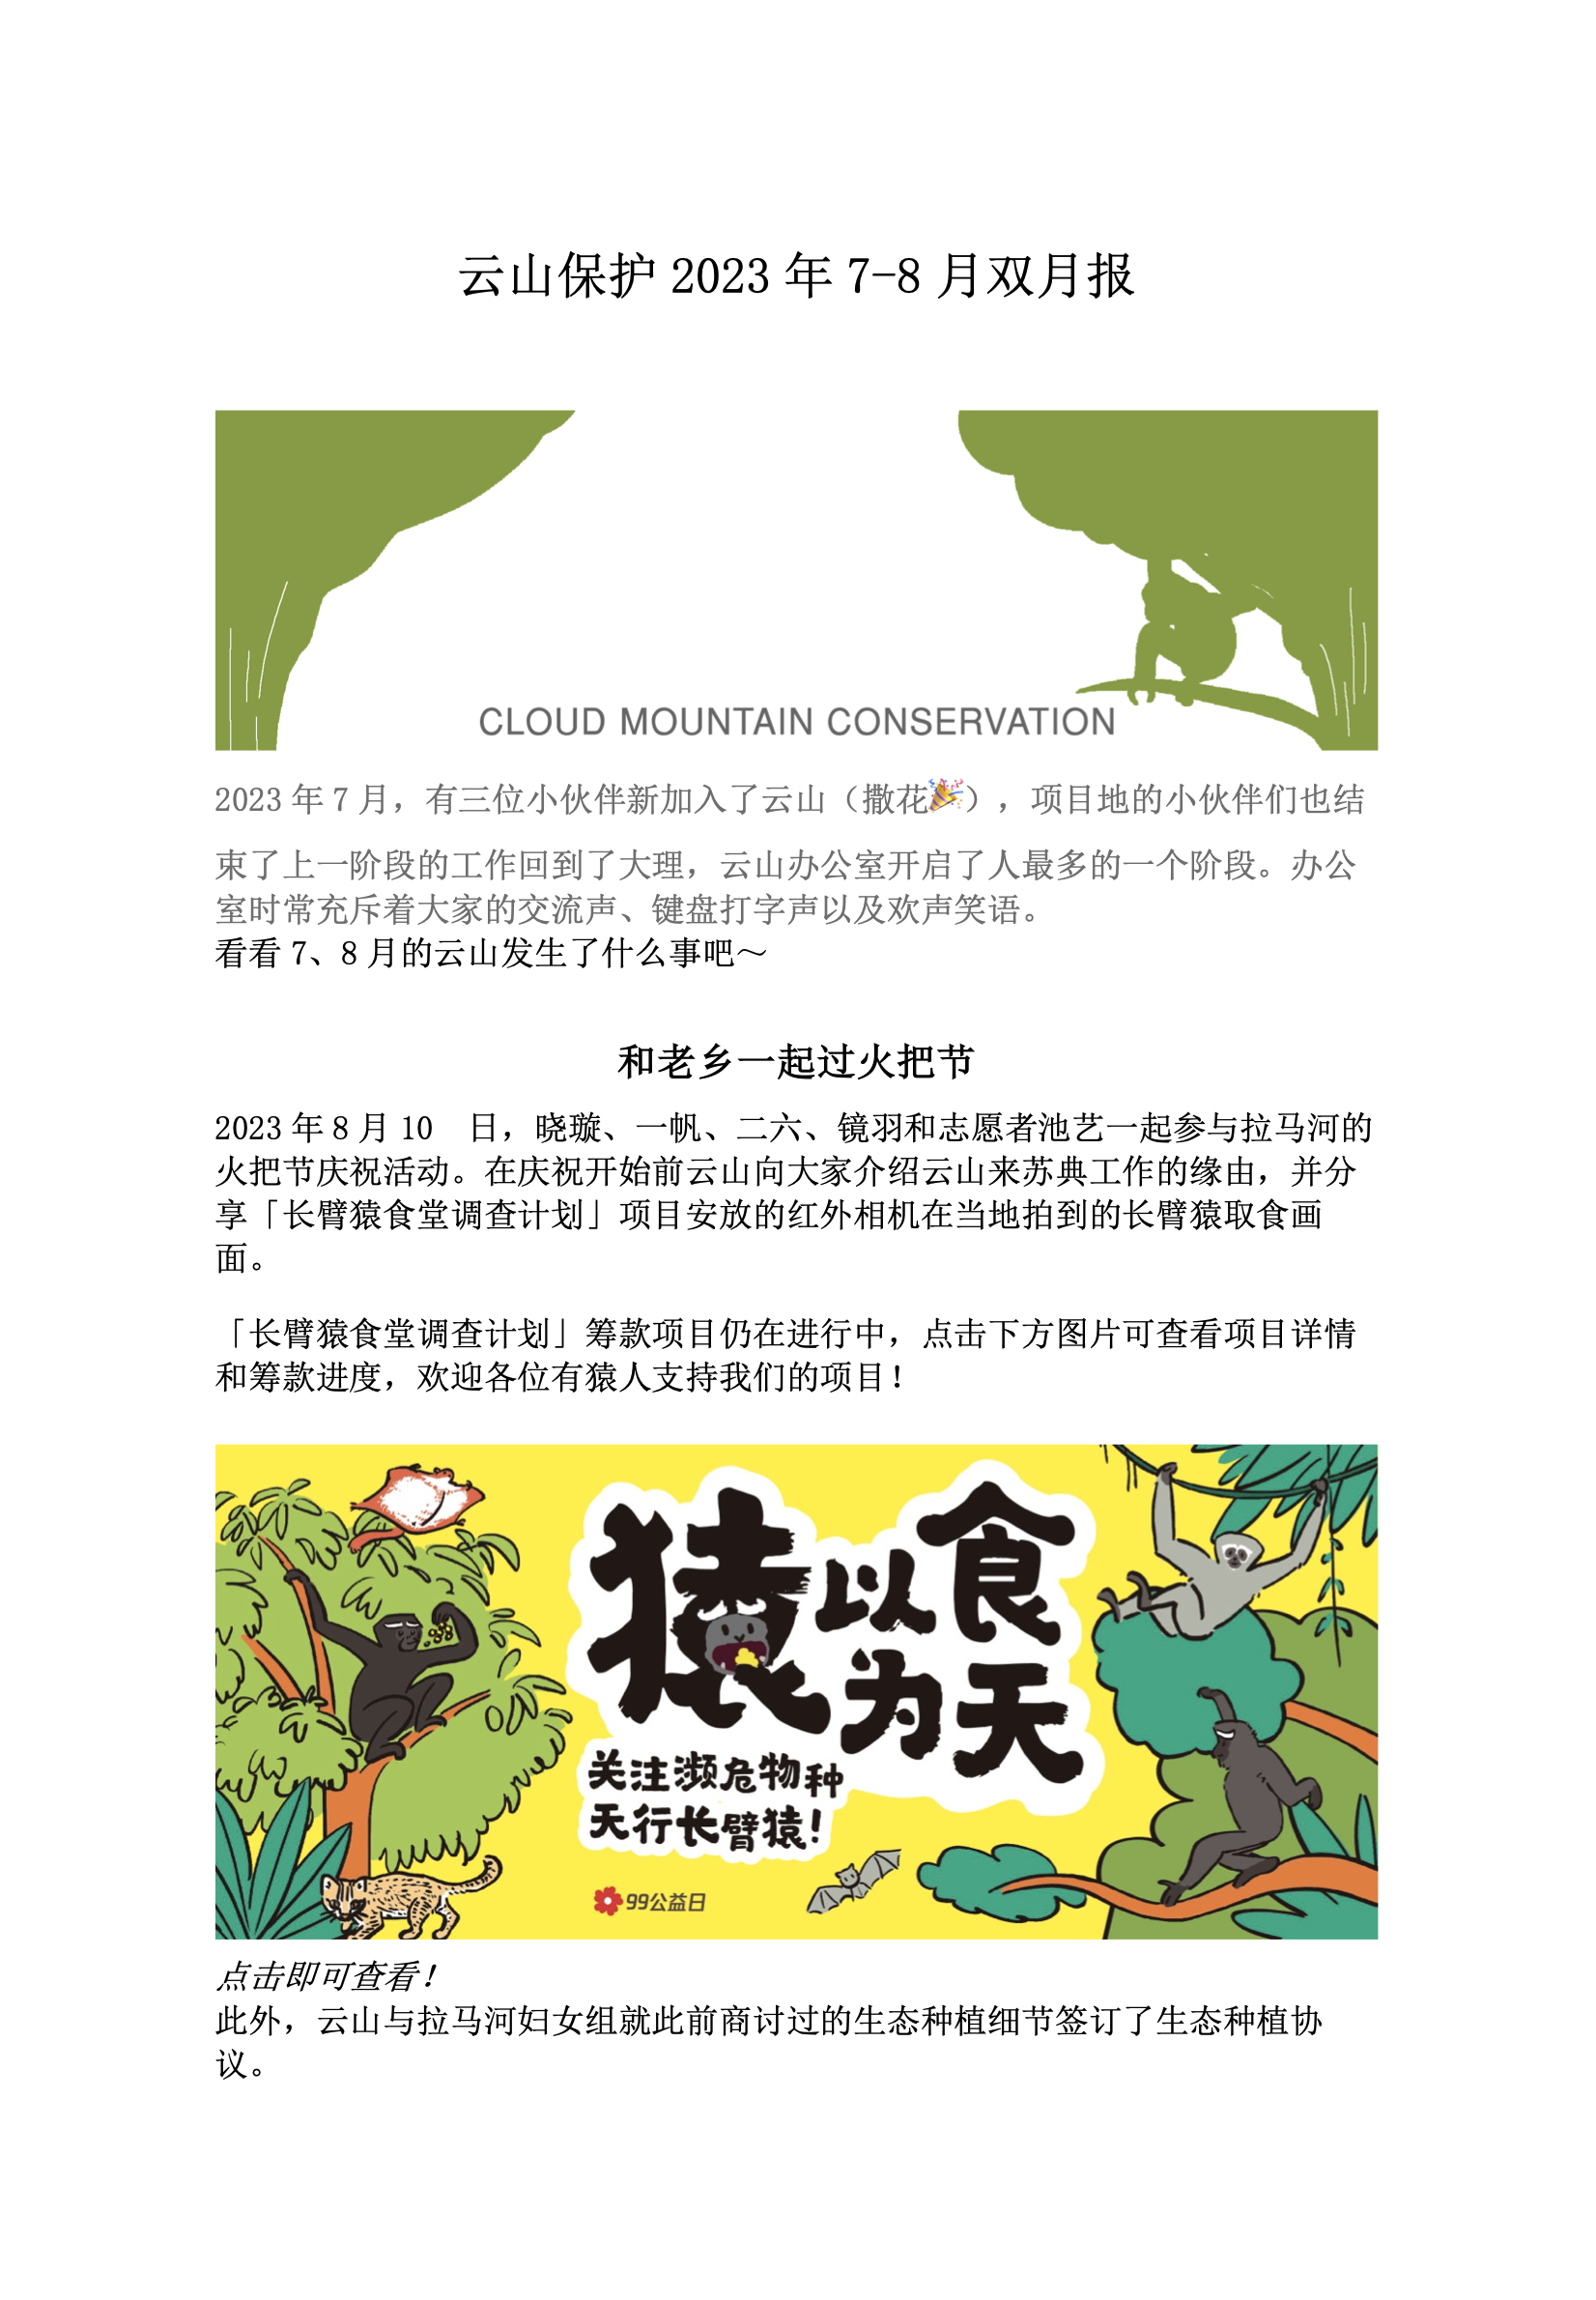 云山保护 2023 年 7-8 月双月报
CLOUD MOUNTAIN CONSERVATION
2023 年 7 月，有三位小伙伴新加入了云山（撒花🎉），项目地的小伙伴们也结
束了上一阶段的工作回到了大理，云山办公室开启了人最多的一个阶段。办公
室时常充斥着大家的交流声、键盘打字声以及欢声笑语。
看看 7、8 月的云山发生了什么事吧～
和老乡一起过火把节
2023 年 8 月 10 日，晓璇、一帆、二六、镜羽和志愿者池艺一起参与拉马河的
火把节庆祝活动。在庆祝开始前云山向大家介绍云山来苏典工作的缘由，并分
享「长臂猿食堂调查计划」项目安放的红外相机在当地拍到的长臂猿取食画
面。
「长臂猿食堂调查计划」筹款项目仍在进行中，点击下方图片可查看项目详情
和筹款进度，欢迎各位有猿人支持我们的项目！
猿以食
为天
关注濒危物种
天行长臂猿！
99公益日
点击即可查看！
此外，云山与拉马河妇女组就此前商讨过的生态种植细节签订了生态种植协
议。